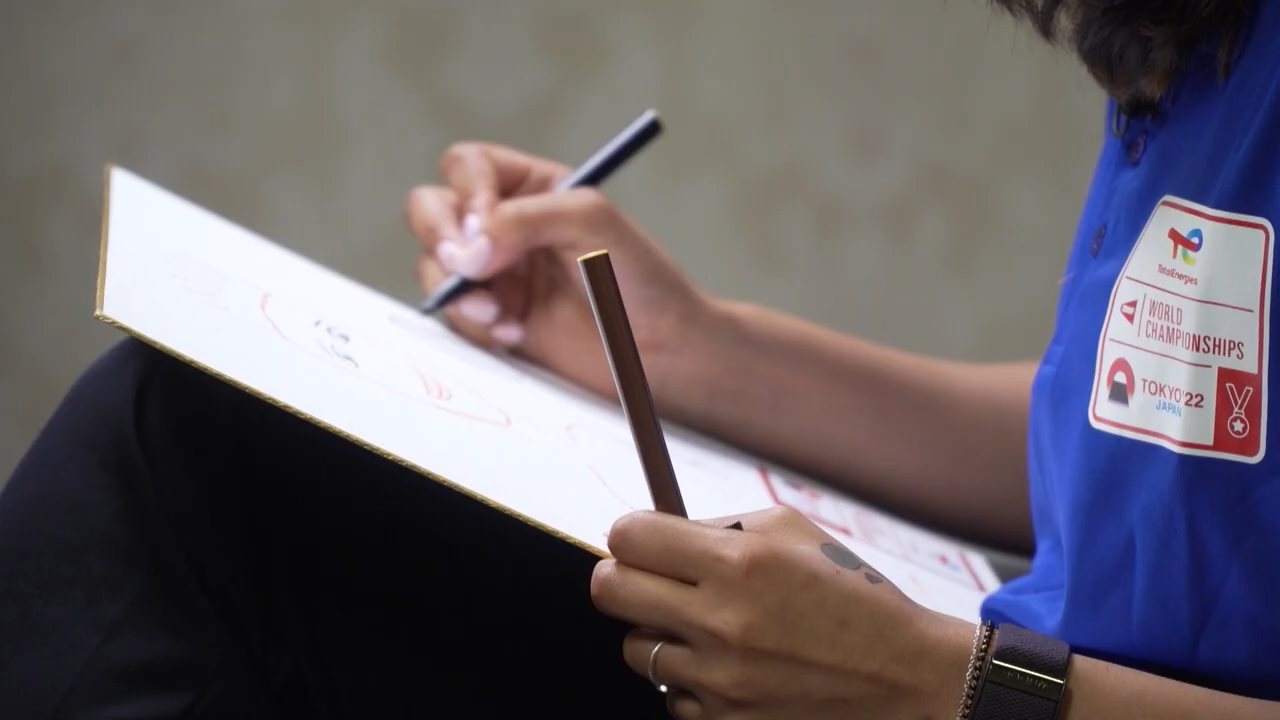 TotalEnergies
WORLD
CHAMPIONSHIPS
TOKYO'22
JAPAN